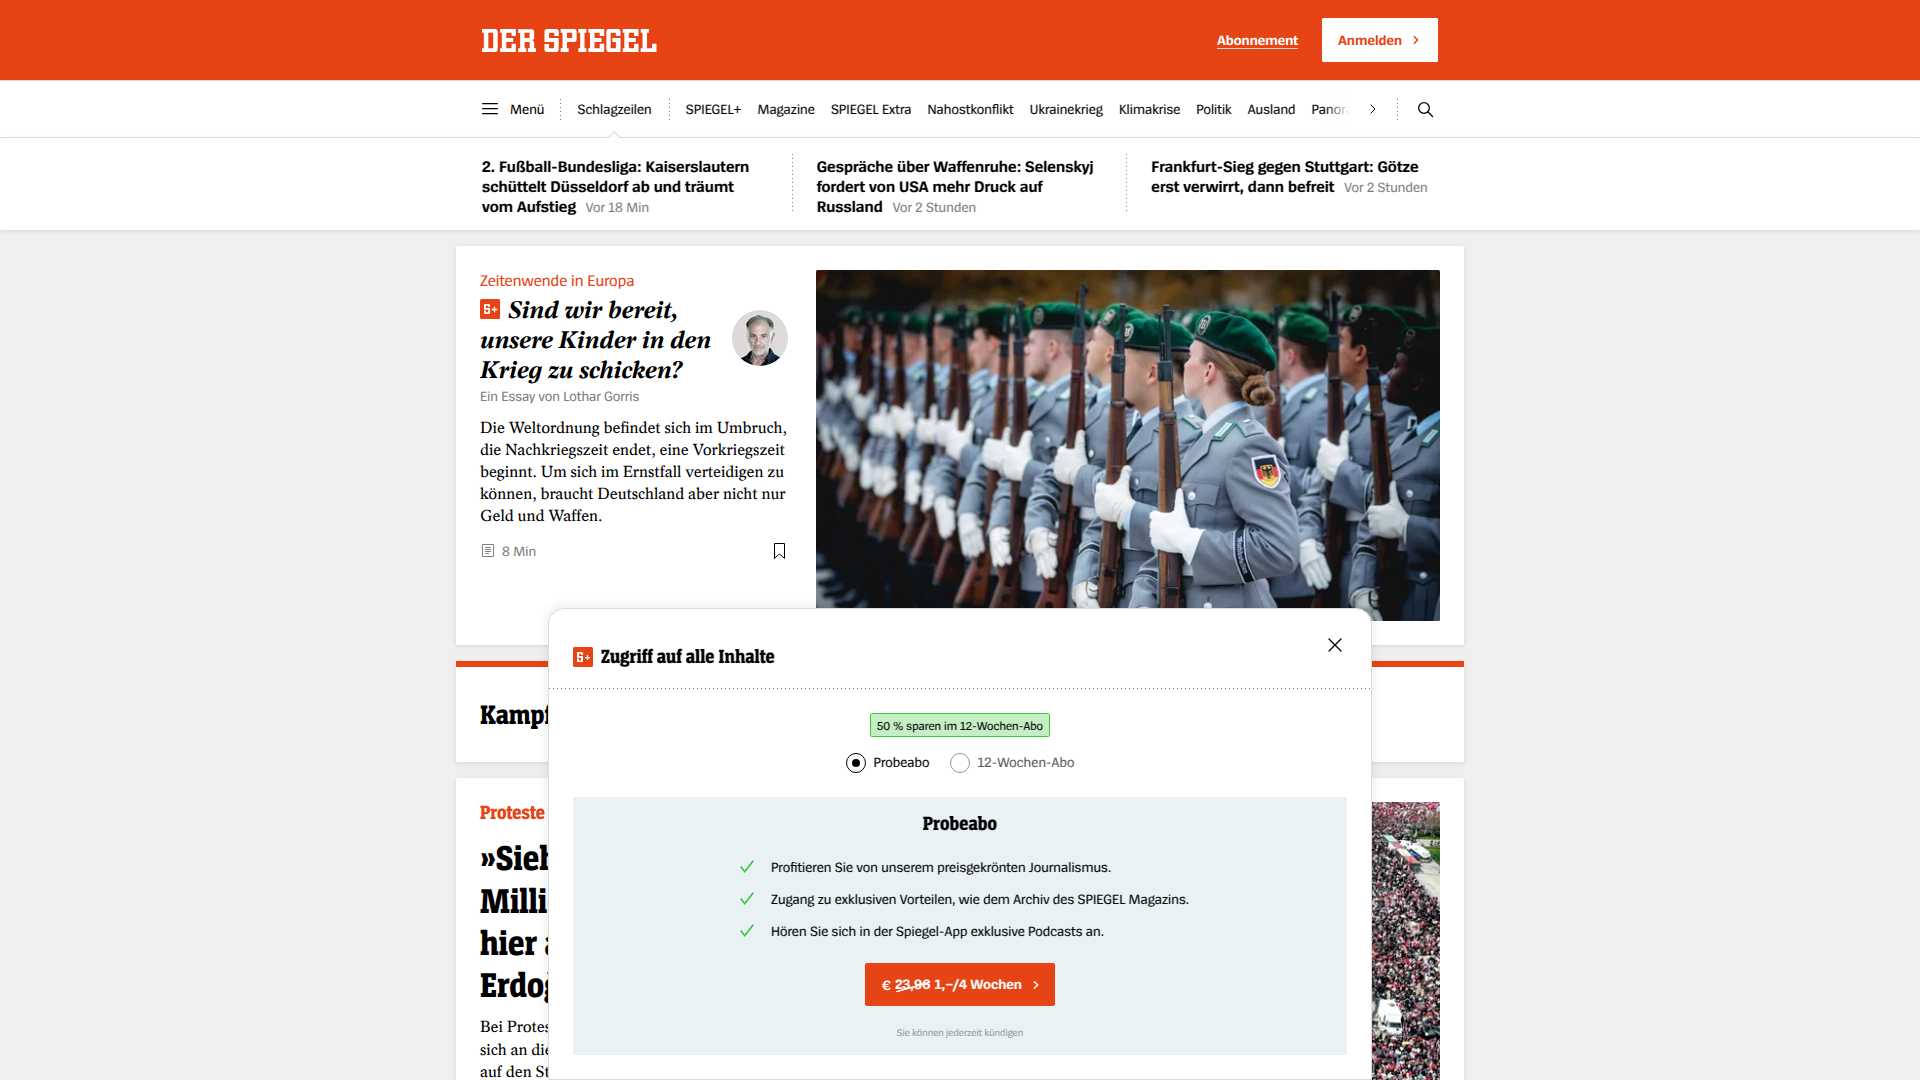 DER SPIEGEL
Abonnement
Anmelden
Menü
Schlagzeilen
SPIEGEL+
Magazine
SPIEGEL Extra
Nahostkonflikt
Ukrainekrieg
Klimakrise
Politik
Ausland
Panor
2. Fußball-Bundesliga: Kaiserslautern
schüttelt Düsseldorf ab und träumt
vom Aufstieg Vor 18 Min
Gespräche über Waffenruhe: Selenskyj
fordert von USA mehr Druck auf
Russland Vor 2 Stunden
Frankfurt-Sieg gegen Stuttgart: Götze
erst verwirrt, dann befreit Vor 2 Stunden
Zeitenwende in Europa
S+ Sind wir bereit,
unsere Kinder in den
Krieg zu schicken?
Ein Essay von Lothar Gorris
Die Weltordnung befindet sich im Umbruch,
die Nachkriegszeit endet, eine Vorkriegszeit
beginnt. Um sich im Ernstfall verteidigen zu
können, braucht Deutschland aber nicht nur
Geld und Waffen.
8 Min
Kampf
Proteste
»Sieh
Milli
hier
Erdoğ
Bei Protes
sich an die
auf den St
S+ Zugriff auf alle Inhalte
50 % sparen im 12-Wochen-Abo
Probeabo
12-Wochen-Abo
Probeabo
Profitieren Sie von unserem preisgekrönten Journalismus.
Zugang zu exklusiven Vorteilen, wie dem Archiv des SPIEGEL Magazins.
Hören Sie sich in der Spiegel-App exklusive Podcasts an.
€ 23,96 1,–/4 Wochen
Sie können jederzeit kündigen